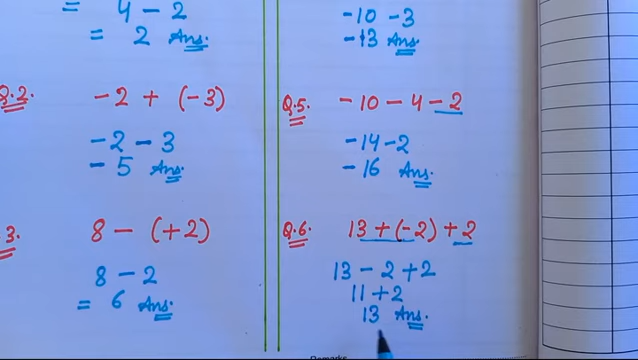 = 4 - 2
= 2 Ans.
Q.2. -2 + (-3)
-2 - 3
- 5 Ans.
3. 8 - (+2)
8 - 2
= 6 Ans.
-10 -3
-13 Ans.
Q.5. -10 - 4 - 2
-14 - 2
- 16 Ans.
Q.6. 13 + (-2) + 2
13 - 2 + 2
11 + 2
13 Ans.
Remarks